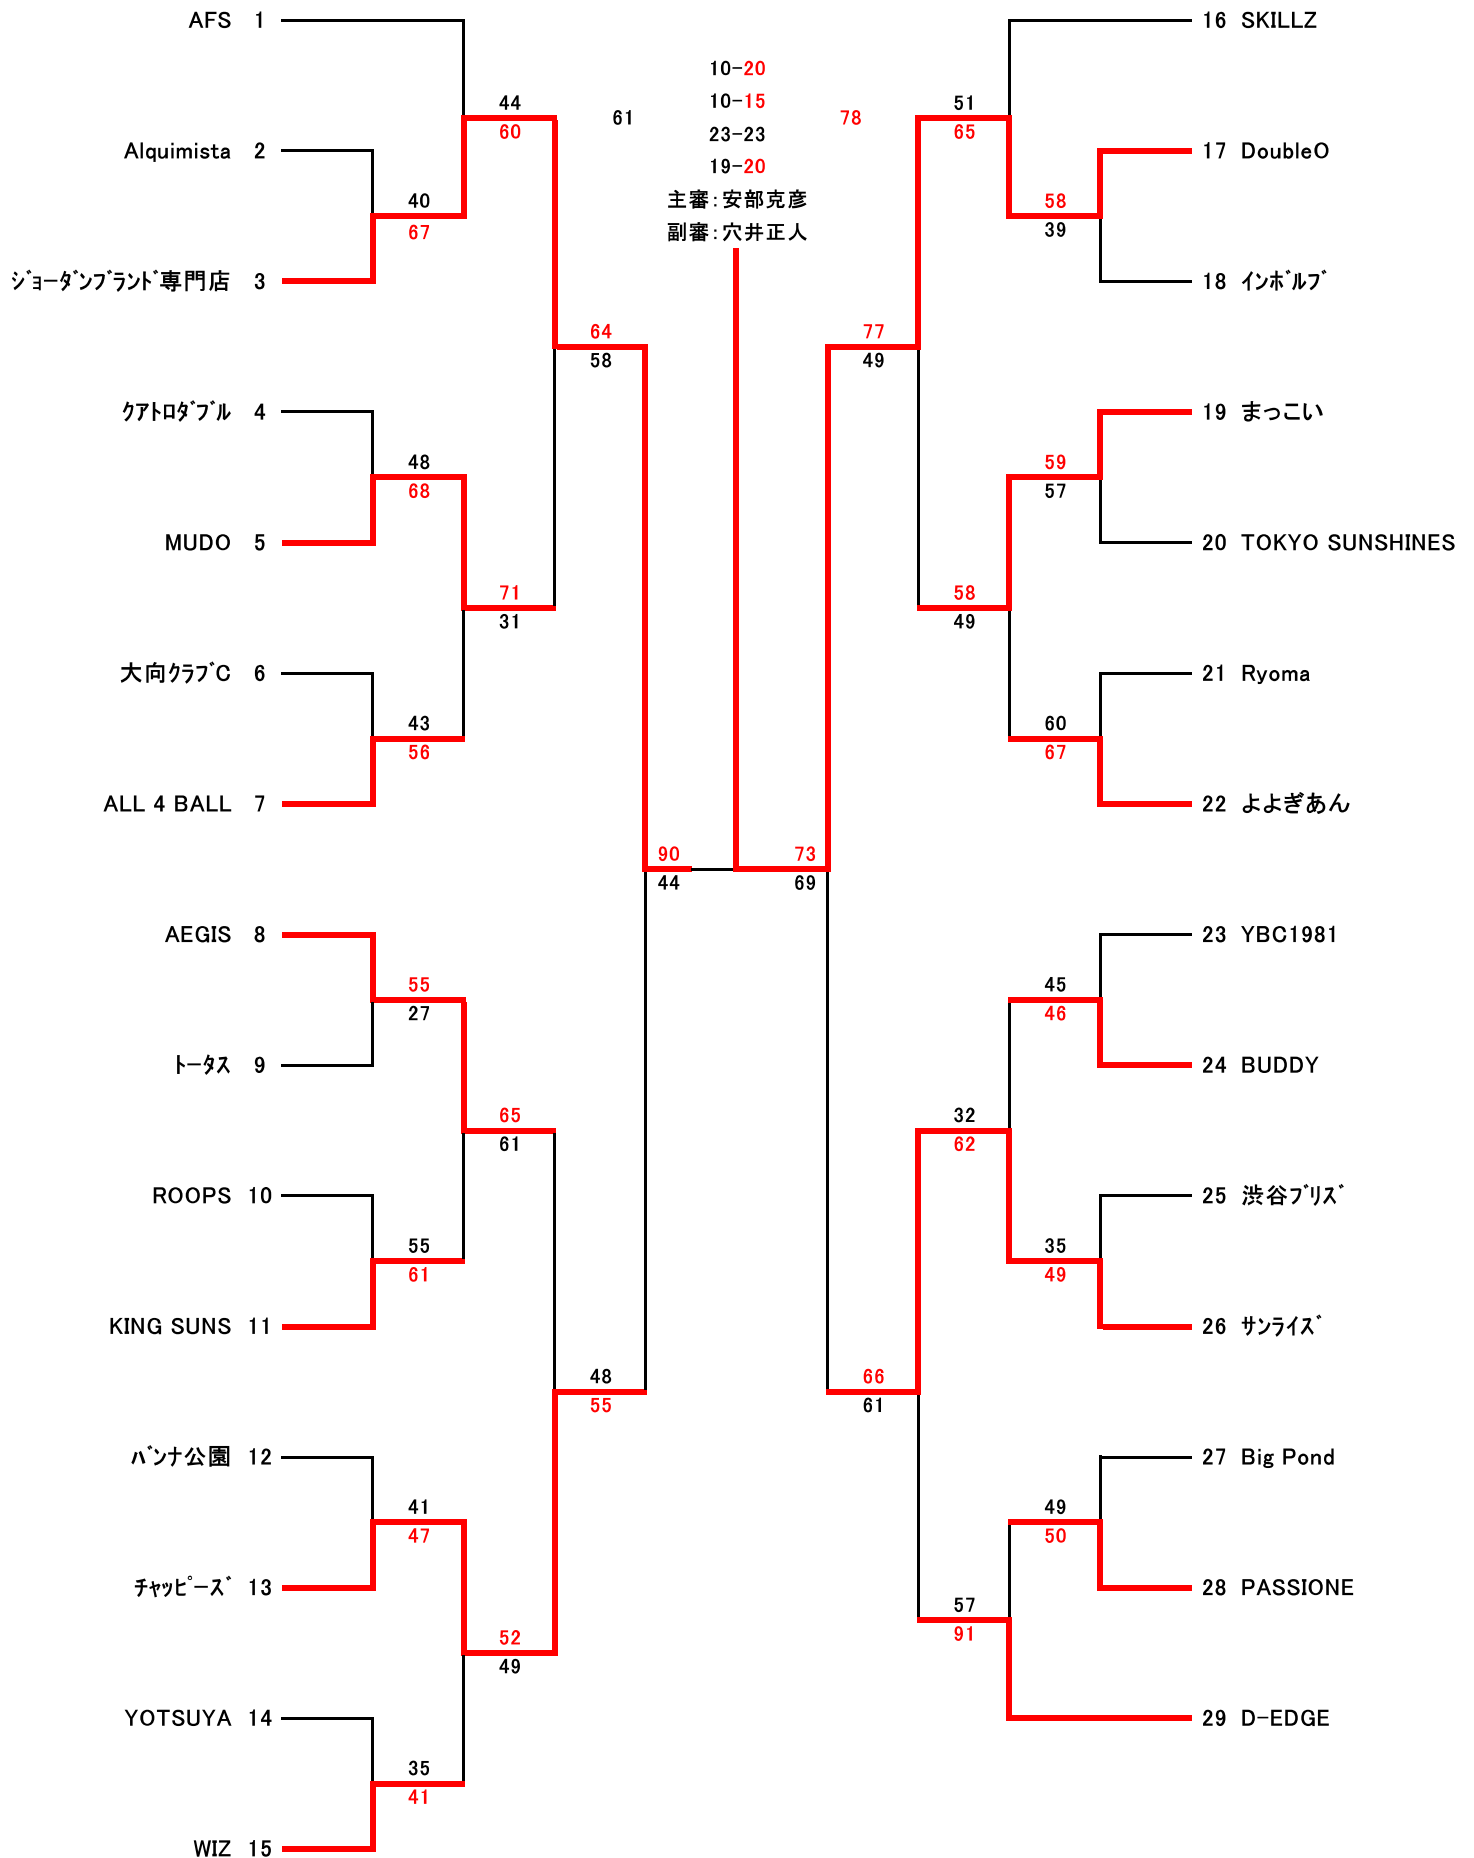 AFS 1
16 SKILLZ
10-20
10-15
61
78
23-23
19-20
主審：安部克彦
副審：穴井正人
44
60
51
65
Alquimista 2
17 DoubleO
40
67
58
39
ｼﾞｮｰﾀﾞﾝﾌﾞﾗﾝﾄﾞ専門店 3
18 ｲﾝﾎﾞﾙﾌﾞ
64
58
77
49
ｸｱﾄﾛﾀﾞﾌﾞﾙ 4
19 まっこい
48
68
59
57
MUDO 5
20 TOKYO SUNSHINES
71
31
58
49
大向ｸﾗﾌﾞC 6
21 Ryoma
43
56
60
67
ALL 4 BALL 7
22 よよぎあん
90
44
73
69
AEGIS 8
23 YBC1981
55
27
45
46
ﾄｰﾀｽ 9
24 BUDDY
65
61
32
62
ROOPS 10
25 渋谷ﾌﾞﾘｽﾞ
55
61
35
49
KING SUNS 11
26 ｻﾝﾗｲｽﾞ
48
55
66
61
ﾊﾞﾝﾅ公園 12
27 Big Pond
41
47
49
50
ﾁｬｯﾋﾟｰｽﾞ 13
28 PASSIONE
52
49
57
91
YOTSUYA 14
29 D-EDGE
35
41
WIZ 15